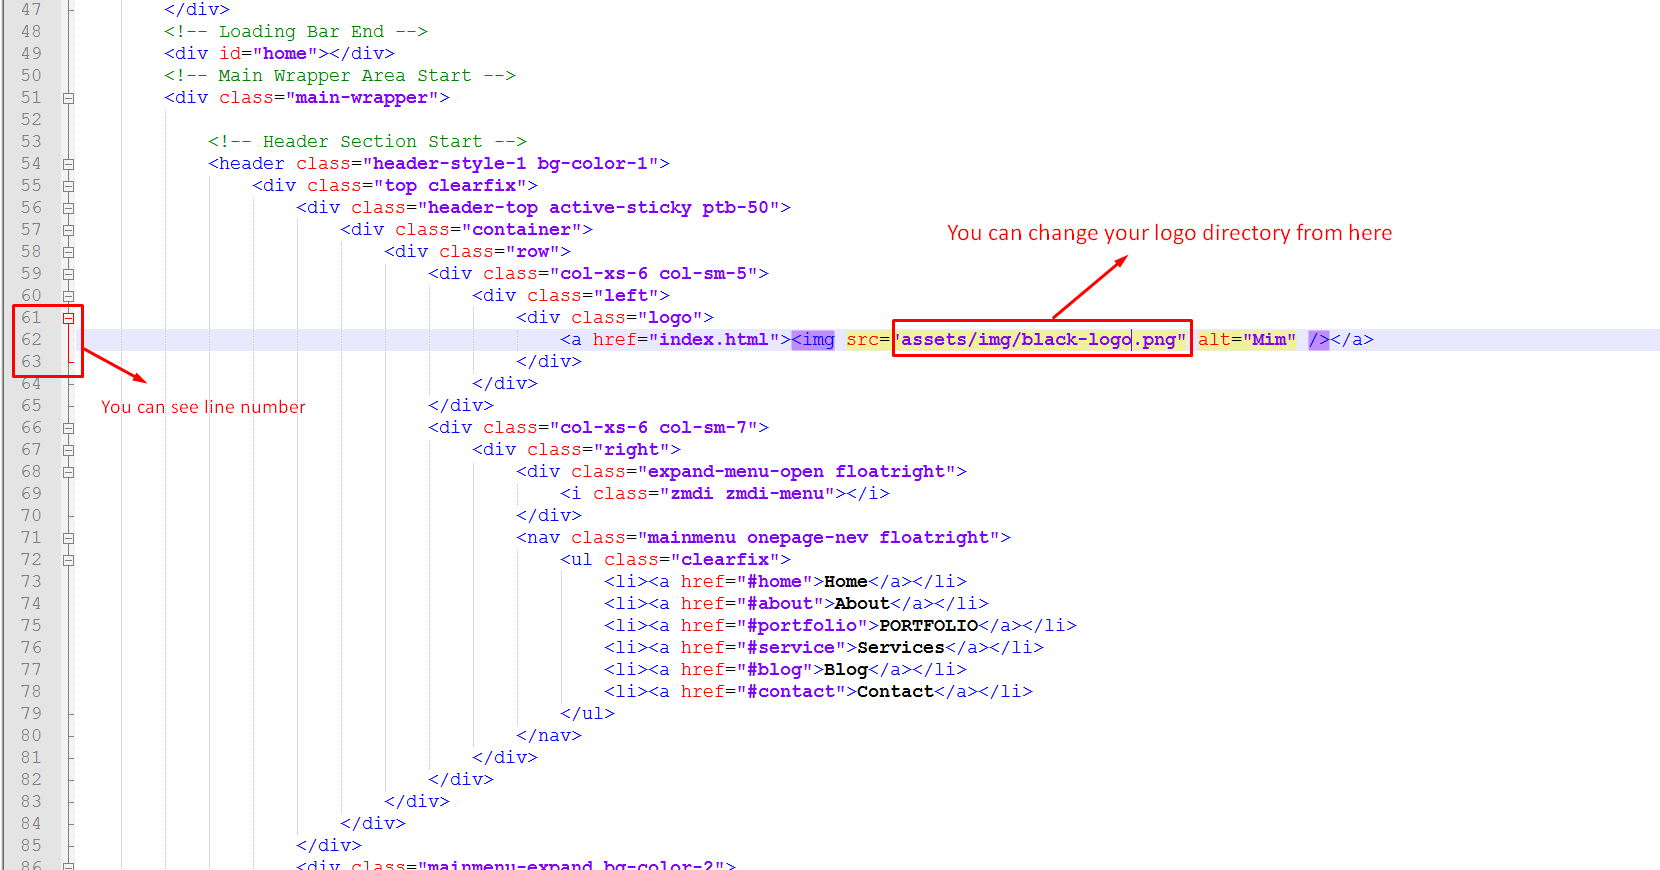 47 </div>
48 <!-- Loading Bar End -->
49 <div id="home"></div>
50 <!-- Main Wrapper Area Start -->
51 <div class="main-wrapper">
52
53 <!-- Header Section Start -->
54 <header class="header-style-1 bg-color-1">
55 <div class="top clearfix">
56 <div class="header-top active-sticky ptb-50">
57 <div class="container">
58 <div class="row">
59 <div class="col-xs-6 col-sm-5">
60 <div class="left">
61 <div class="logo">
62 <a href="index.html"><img src="assets/img/black-logo.png" alt="Mim" /></a>
63 </div>
64 </div>
65 </div>
66 <div class="col-xs-6 col-sm-7">
67 <div class="right">
68 <div class="expand-menu-open floatright">
69 <i class="zmdi zmdi-menu"></i>
70 </div>
71 <nav class="mainmenu onepage-nev floatright">
72 <ul class="clearfix">
73 <li><a href="#home">Home</a></li>
74 <li><a href="#about">About</a></li>
75 <li><a href="#portfolio">PORTFOLIO</a></li>
76 <li><a href="#service">Services</a></li>
77 <li><a href="#blog">Blog</a></li>
78 <li><a href="#contact">Contact</a></li>
79 </ul>
80 </nav>
81 </div>
82 </div>
83 </div>
84 </div>
85 </div>
86 <div class="mainmenu-expand bg-color-2">
You can change your logo directory from here
You can see line number